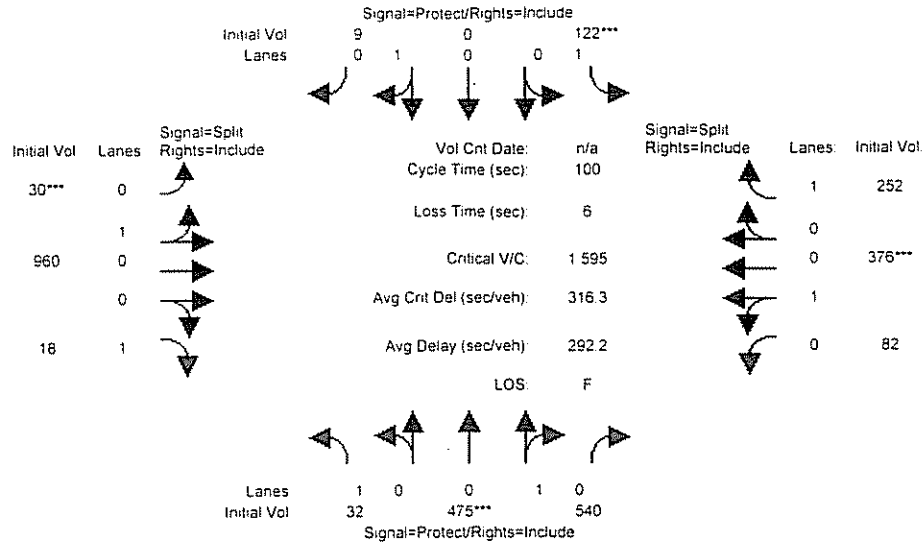 Signal=Protect/Rights=Include
Initial Vol 9 0 122***
Lanes 0 1 0 0 1
Signal=Split
Rights=Include
Initial Vol Lanes
30*** 0
1
960 0
0
18 1
Vol Cnt Date: n/a
Cycle Time (sec): 100
Loss Time (sec): 6
Critical V/C: 1 595
Avg Crit Del (sec/veh): 316.3
Avg Delay (sec/veh): 292.2
LOS: F
Signal=Split
Rights=Include
Lanes: Initial Vol
1 252
0
0 376***
1
0 82
Lanes 1 0 0 1 0
Initial Vol 32 475*** 540
Signal=Protect/Rights=Include